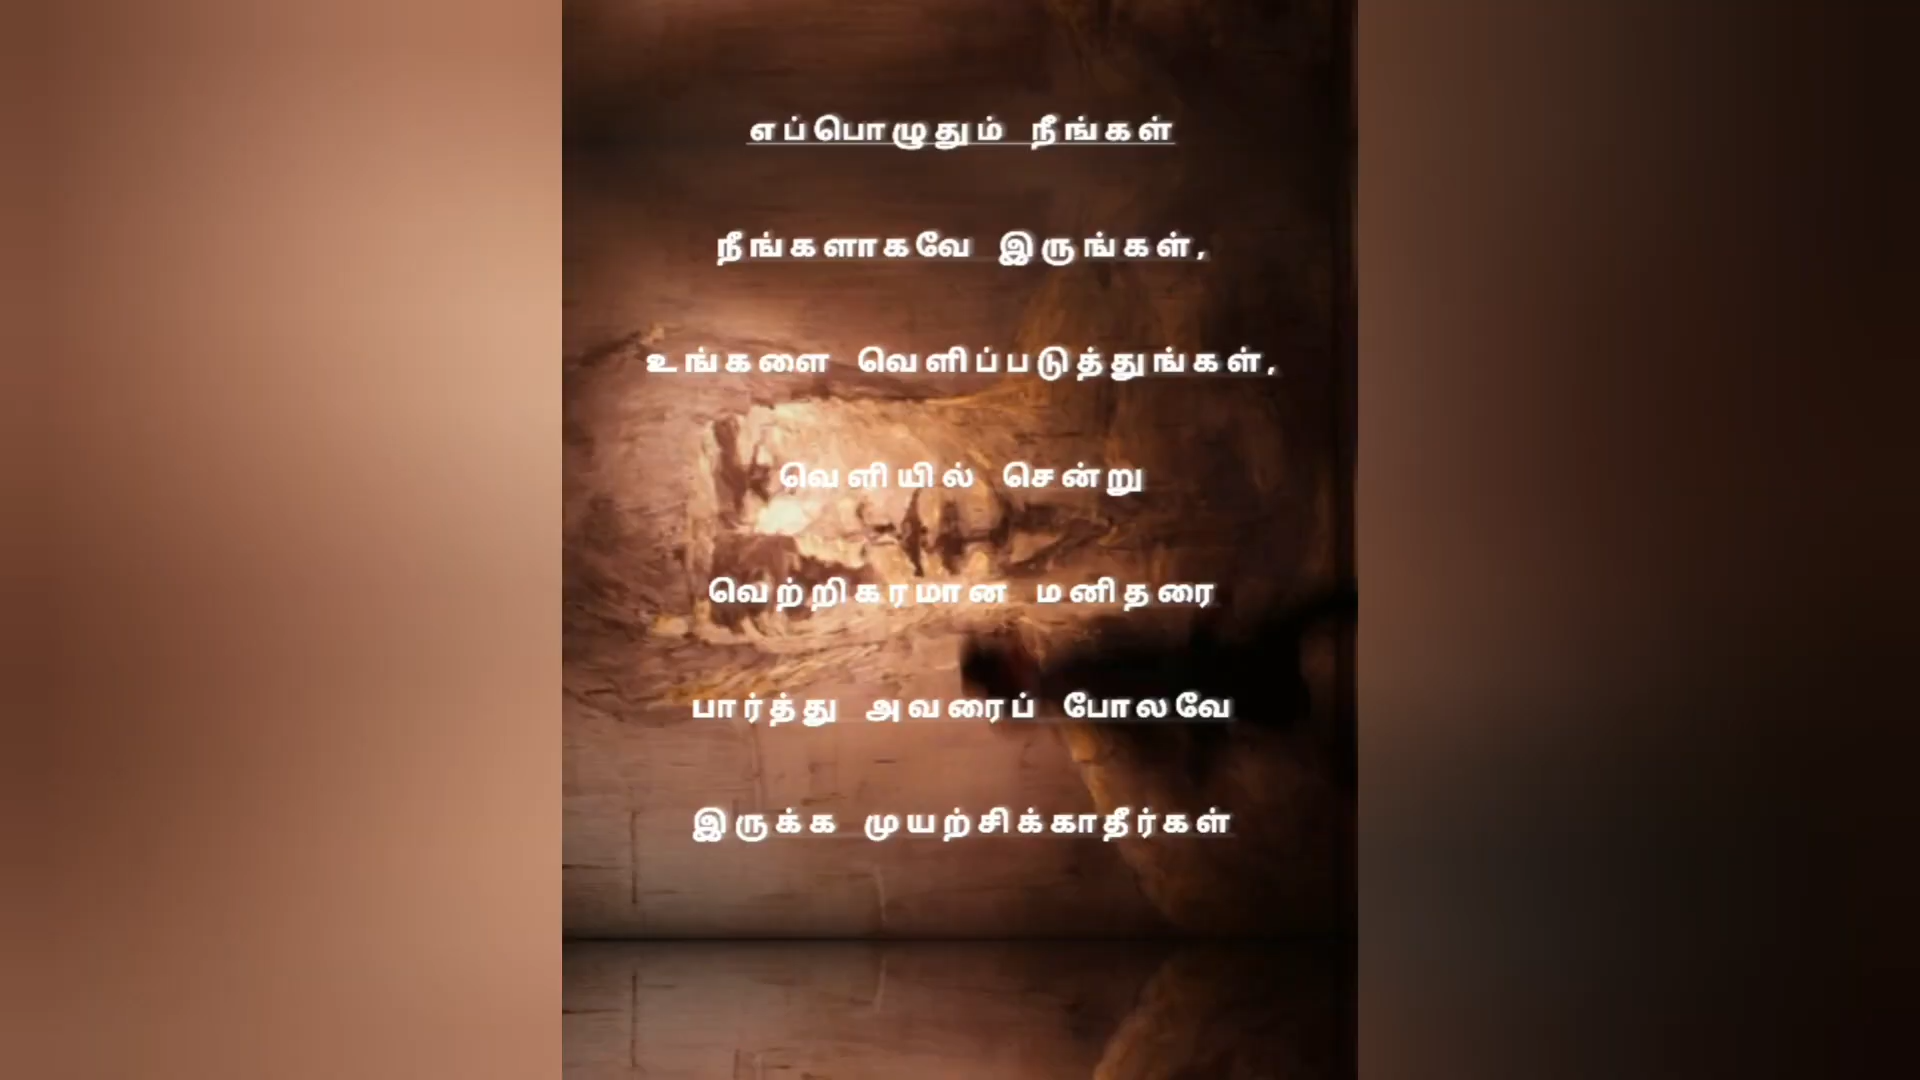 எப்பொழுதும் நீங்கள்
நீங்களாகவே இருங்கள்,
உங்களை வெளிப்படுத்துங்கள்,
வெளியில் சென்று
வெற்றிகரமான மனிதரை
பார்த்து அவரைப் போலவே
இருக்க முயற்சிக்காதீர்கள்